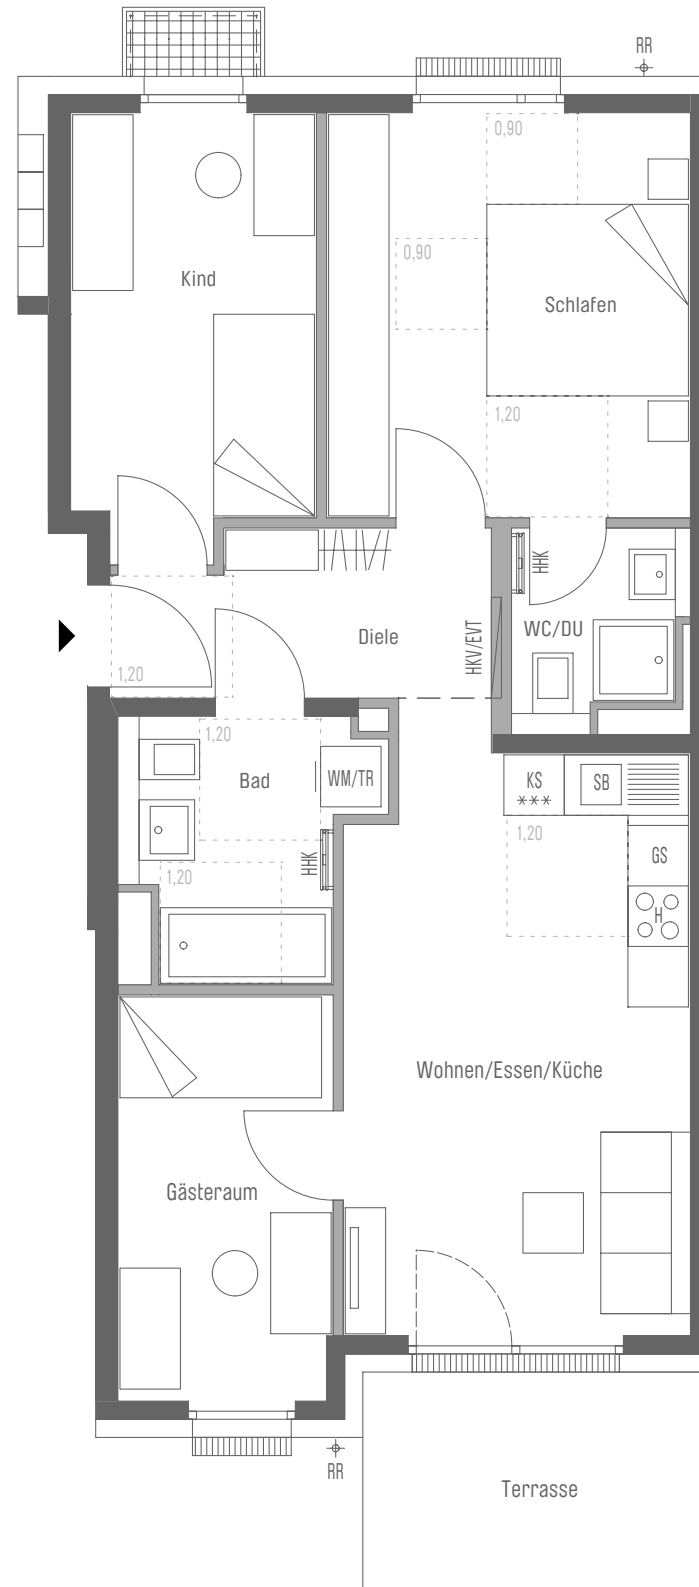 RR
0,90
0,90
Kind
Schlafen
1,20
HHK
WC/DU
Diele
HKV/EVT
1,20
1,20
Bad
WM/TR
KS
***
SB
1,20
GS
HHK
1,20
H
Wohnen/Essen/Küche
Gästeraum
RR
Terrasse